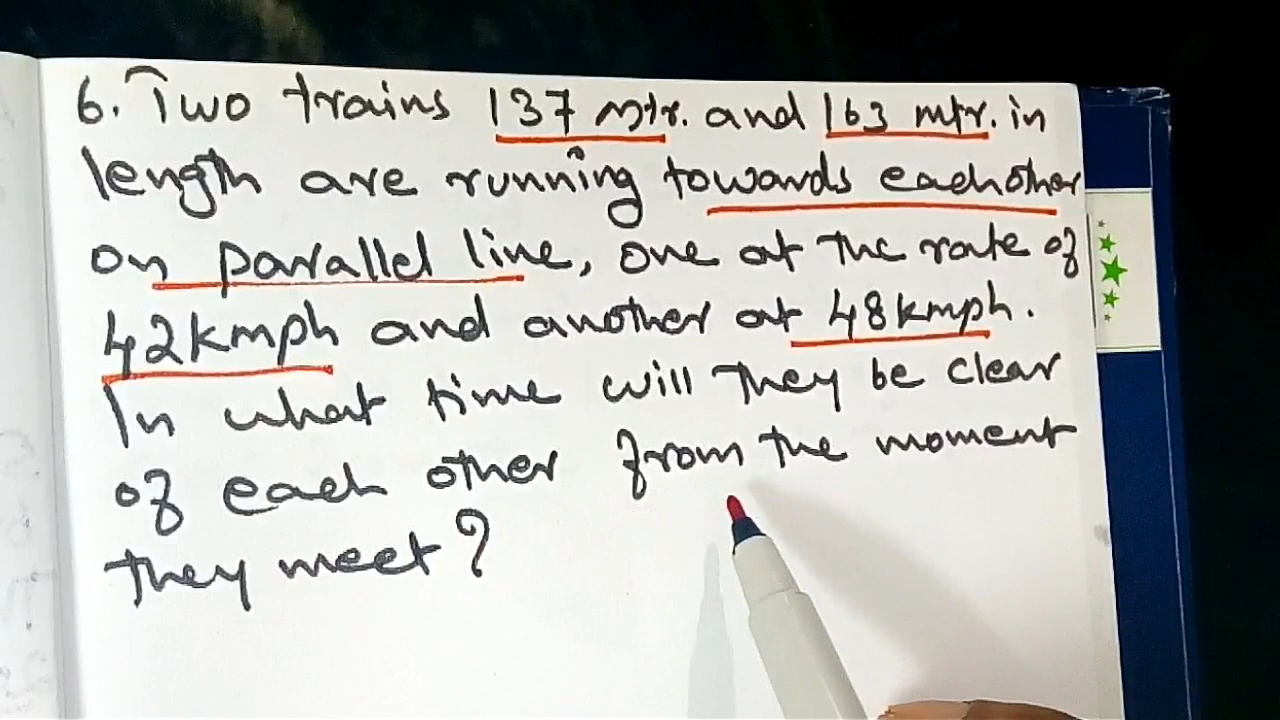 6. Two trains 137 mtr. and 163 mtr. in
length are running towards each other
on parallel line, one at the rate of
42kmph and another at 48kmph.
In what time will they be clear
of each other from the moment
they meet?